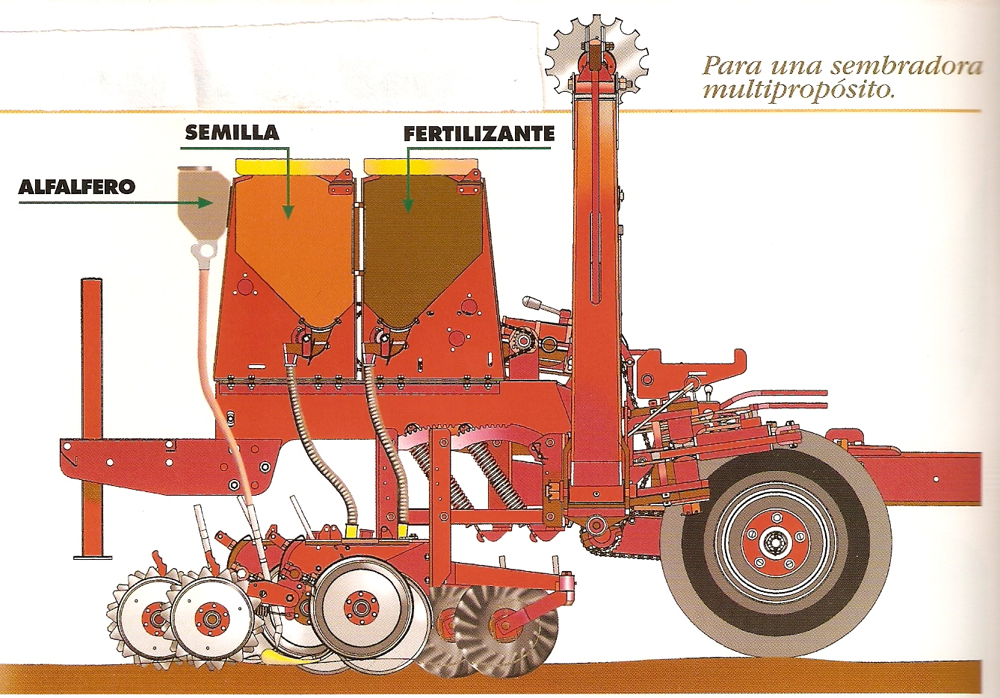 Para una sembradora
multipropósito.
SEMILLA
FERTILIZANTE
ALFALFERO